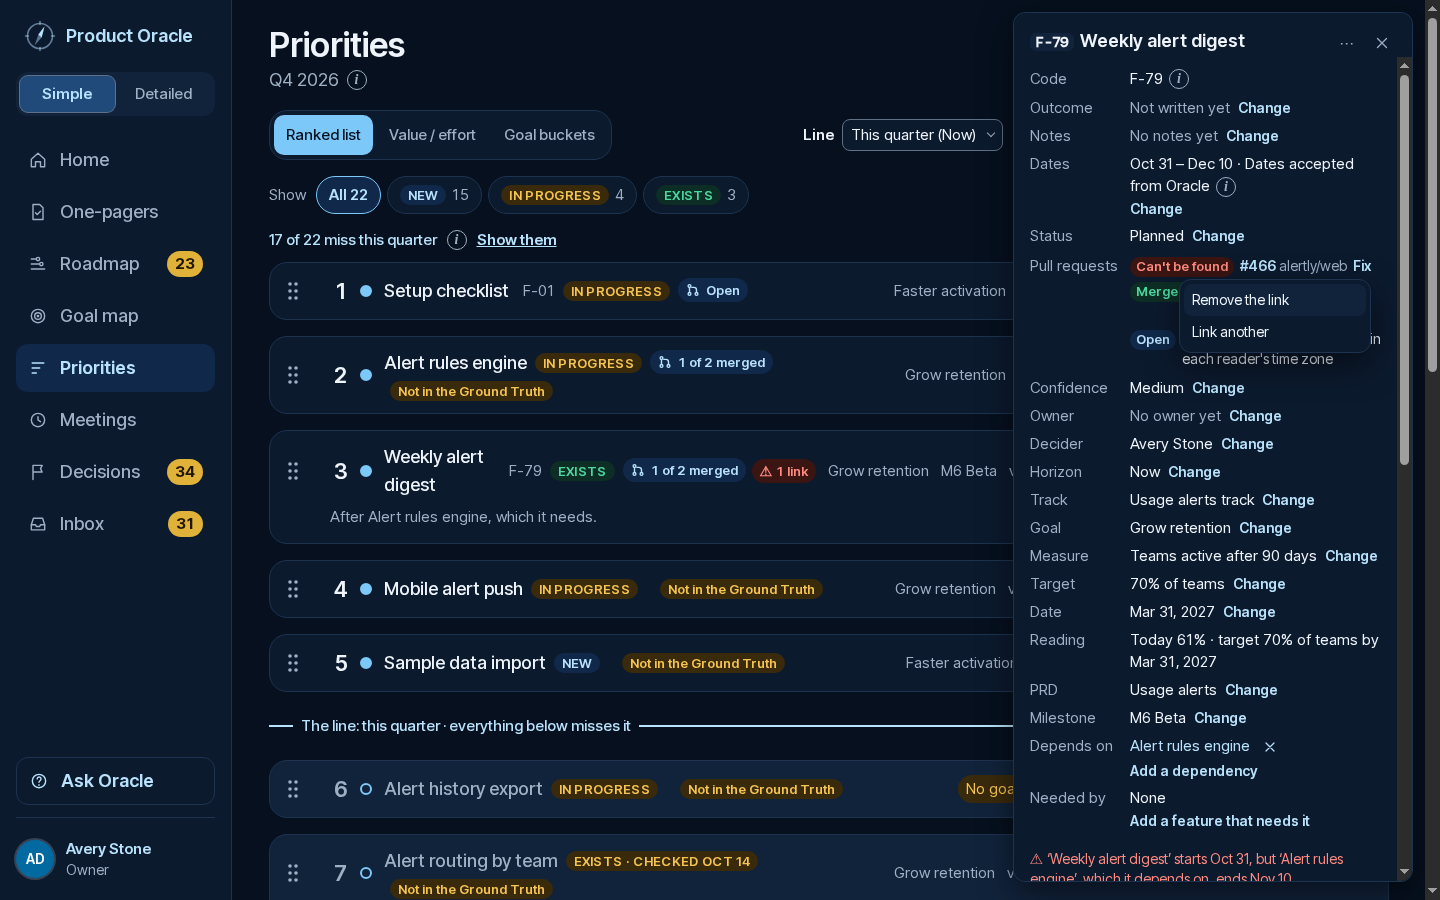 Product Oracle
Simple
Detailed
Home
One-pagers
Roadmap 23
Goal map
Priorities
Meetings
Decisions 34
Inbox 31
Ask Oracle
AD
Avery Stone
Owner
Priorities
Q4 2026 i
Ranked list
Value / effort
Goal buckets
Line
This quarter (Now)
Show
All 22
NEW 15
IN PROGRESS 4
EXISTS 3
17 of 22 miss this quarter i Show them
1 Setup checklist F-01 IN PROGRESS Open Faster activation
2 Alert rules engine IN PROGRESS 1 of 2 merged Grow retention
Not in the Ground Truth
3 Weekly alert digest F-79 EXISTS 1 of 2 merged ⚠ 1 link Grow retention M6 Beta
After Alert rules engine, which it needs.
4 Mobile alert push IN PROGRESS Not in the Ground Truth Grow retention
5 Sample data import NEW Not in the Ground Truth Faster activation
The line: this quarter · everything below misses it
6 Alert history export IN PROGRESS Not in the Ground Truth No goa
7 Alert routing by team EXISTS · CHECKED OCT 14 Grow retention
Not in the Ground Truth
F-79 Weekly alert digest ...
Code F-79 i
Outcome Not written yet Change
Notes No notes yet Change
Dates Oct 31 – Dec 10 · Dates accepted
from Oracle i
Change
Status Planned Change
Pull requests Can't be found #466 alertly/web Fix
Merge
Remove the link
Link another
Open in
each reader's time zone
Confidence Medium Change
Owner No owner yet Change
Decider Avery Stone Change
Horizon Now Change
Track Usage alerts track Change
Goal Grow retention Change
Measure Teams active after 90 days Change
Target 70% of teams Change
Date Mar 31, 2027 Change
Reading Today 61% · target 70% of teams by
Mar 31, 2027
PRD Usage alerts Change
Milestone M6 Beta Change
Depends on Alert rules engine ×
Add a dependency
Needed by None
Add a feature that needs it
⚠ ‘Weekly alert digest’ starts Oct 31, but ‘Alert rules
engine’, which it depends on, ends Nov 10.